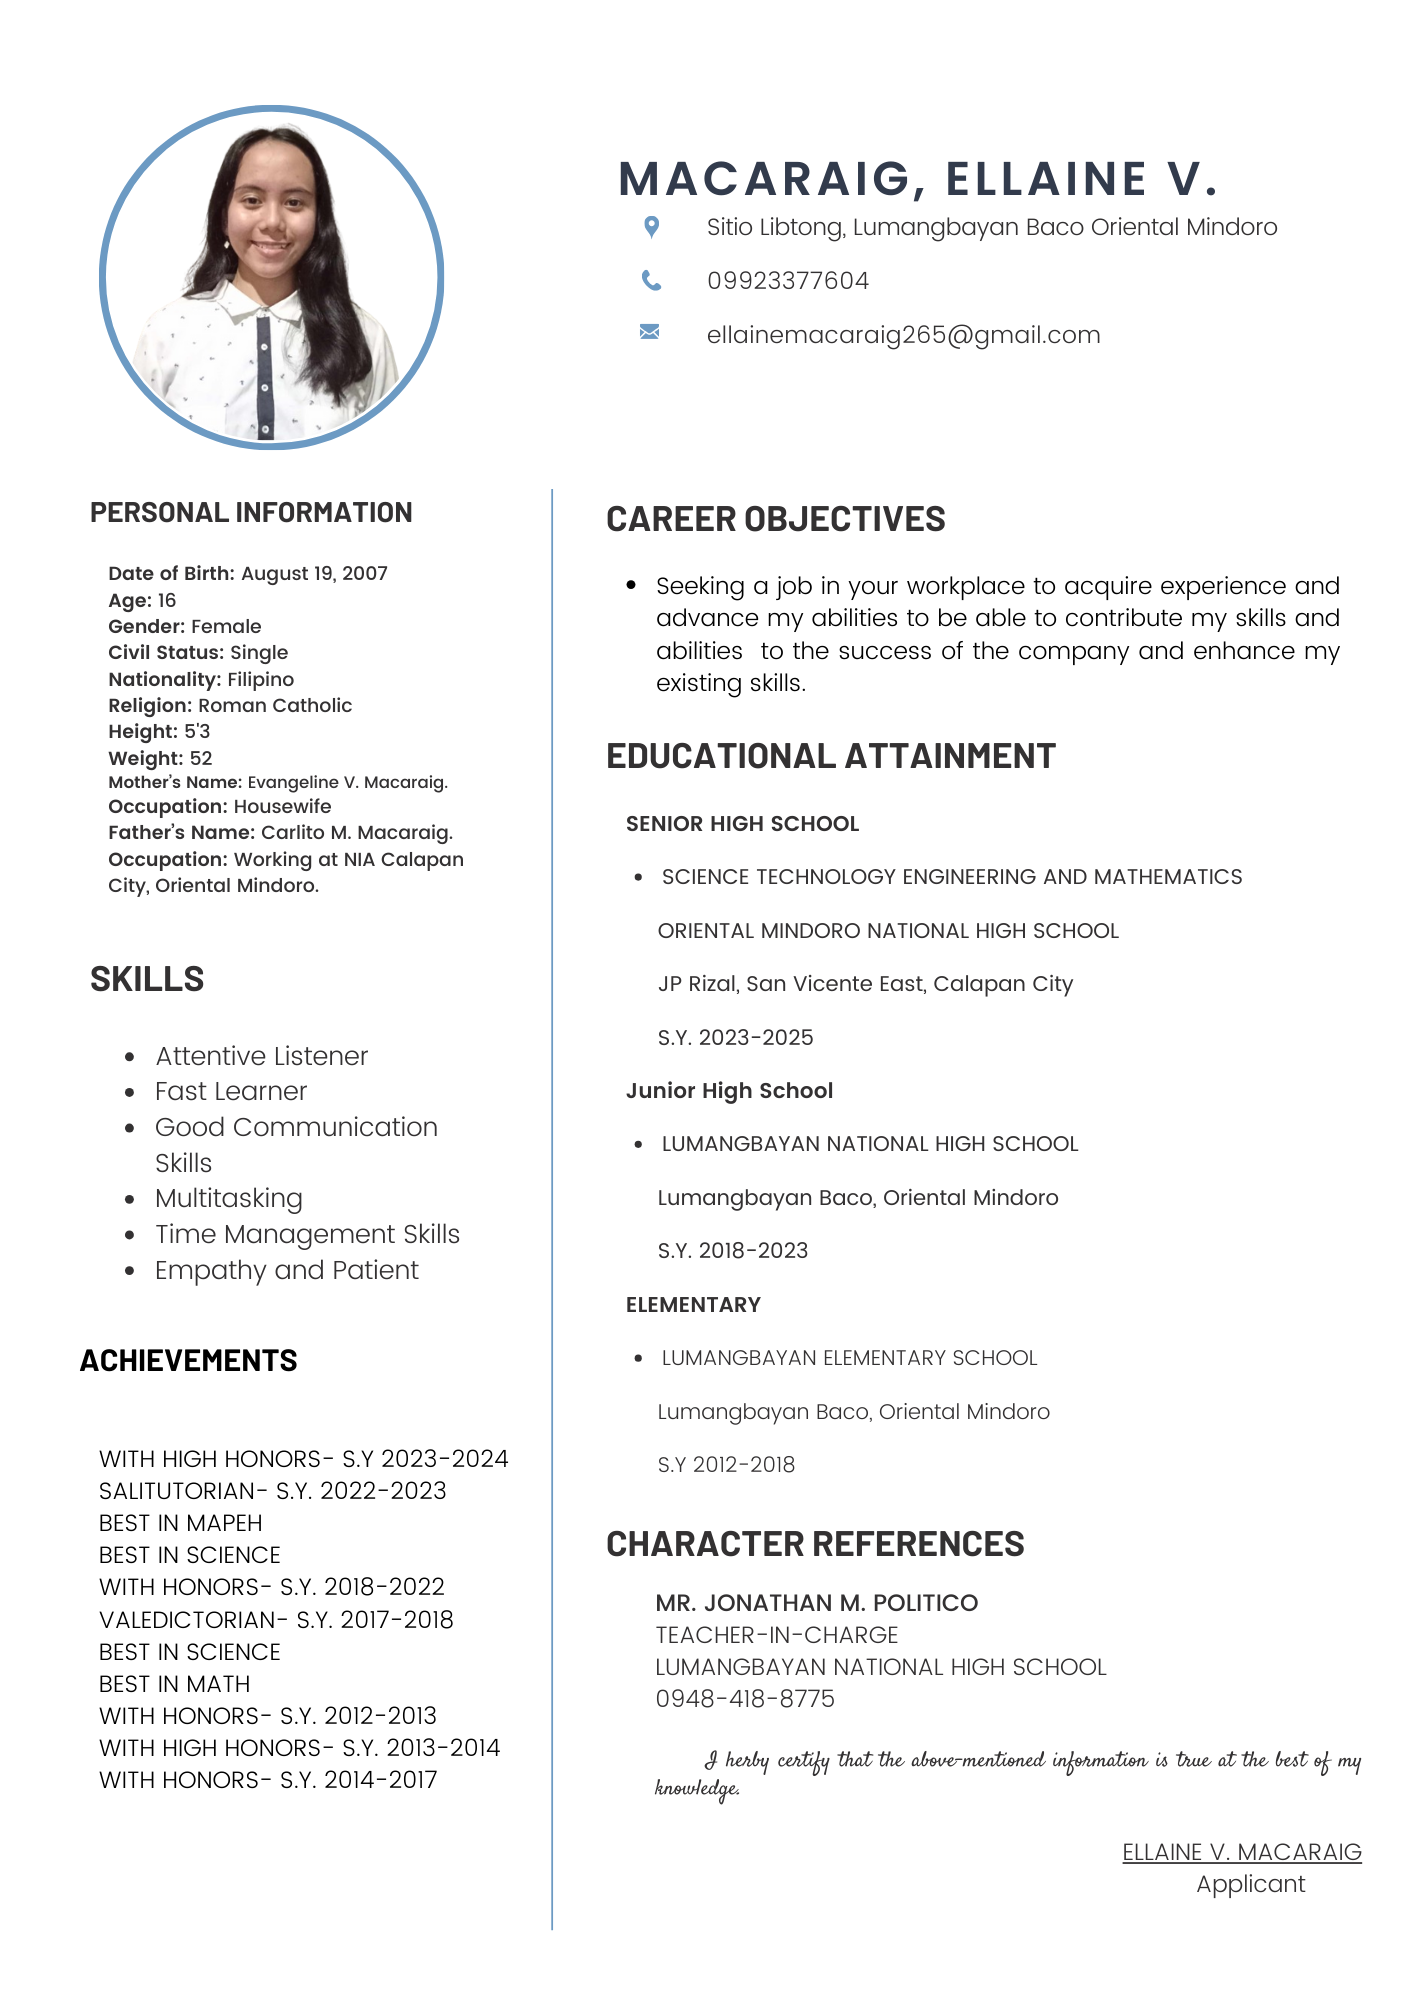 MACARAIG, ELLAINE V.
Sitio Libtong, Lumangbayan Baco Oriental Mindoro
09923377604
ellainemacaraig265@gmail.com
PERSONAL INFORMATION
Date of Birth: August 19, 2007
Age: 16
Gender: Female
Civil Status: Single
Nationality: Filipino
Religion: Roman Catholic
Height: 5'3
Weight: 52
Mother's Name: Evangeline V. Macaraig.
Occupation: Housewife
Father's Name: Carlito M. Macaraig.
Occupation: Working at NIA Calapan
City, Oriental Mindoro.
SKILLS
• Attentive Listener
• Fast Learner
• Good Communication
Skills
• Multitasking
• Time Management Skills
• Empathy and Patient
ACHIEVEMENTS
WITH HIGH HONORS- S.Y 2023-2024
SALITUTORIAN- S.Y. 2022-2023
BEST IN MAPEH
BEST IN SCIENCE
WITH HONORS- S.Y. 2018-2022
VALEDICTORIAN- S.Y. 2017-2018
BEST IN SCIENCE
BEST IN MATH
WITH HONORS- S.Y. 2012-2013
WITH HIGH HONORS- S.Y. 2013-2014
WITH HONORS- S.Y. 2014-2017
CAREER OBJECTIVES
• Seeking a job in your workplace to acquire experience and
advance my abilities to be able to contribute my skills and
abilities to the success of the company and enhance my
existing skills.
EDUCATIONAL ATTAINMENT
SENIOR HIGH SCHOOL
• SCIENCE TECHNOLOGY ENGINEERING AND MATHEMATICS
ORIENTAL MINDORO NATIONAL HIGH SCHOOL
JP Rizal, San Vicente East, Calapan City
S.Y. 2023-2025
Junior High School
• LUMANGBAYAN NATIONAL HIGH SCHOOL
Lumangbayan Baco, Oriental Mindoro
S.Y. 2018-2023
ELEMENTARY
• LUMANGBAYAN ELEMENTARY SCHOOL
Lumangbayan Baco, Oriental Mindoro
S.Y 2012-2018
CHARACTER REFERENCES
MR. JONATHAN M. POLITICO
TEACHER-IN-CHARGE
LUMANGBAYAN NATIONAL HIGH SCHOOL
0948-418-8775
I herby certify that the above-mentioned information is true at the best of my
knowledge.
ELLAINE V. MACARAIG
Applicant